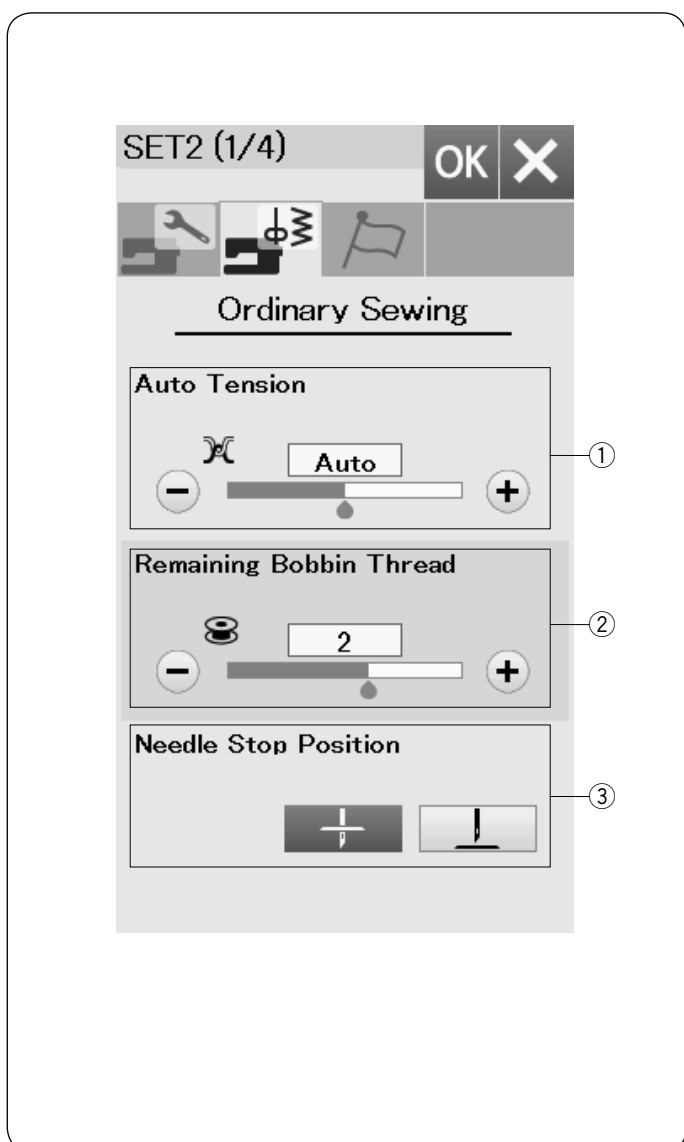 SET2 (1/4)
OK
Ordinary Sewing
Auto Tension
Auto
①
Remaining Bobbin Thread
2
②
Needle Stop Position
③